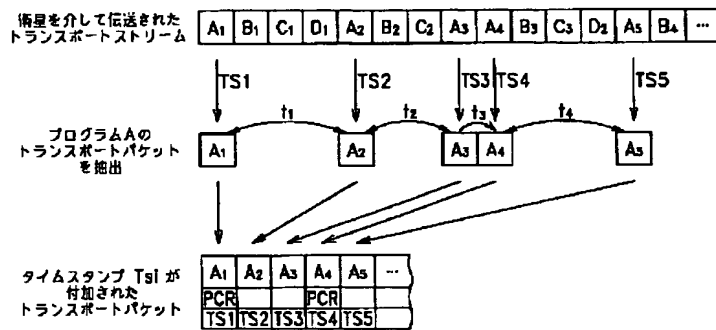 衛星を介して伝送された
トランスポートストリーム
A1 B1 C1 D1 A2 B2 C2 A3 A4 B3 C3 D2 A5 B4 …
TS1 TS2 TS3 TS4 TS5
t1 t2 t3 t4
プログラムAの
トランスポートパケット
を抽出
A1 A2 A3 A4 A5
タイムスタンプ Tsi が
付加された
トランスポートパケット
A1 A2 A3 A4 A5 …
PCR PCR
TS1 TS2 TS3 TS4 TS5